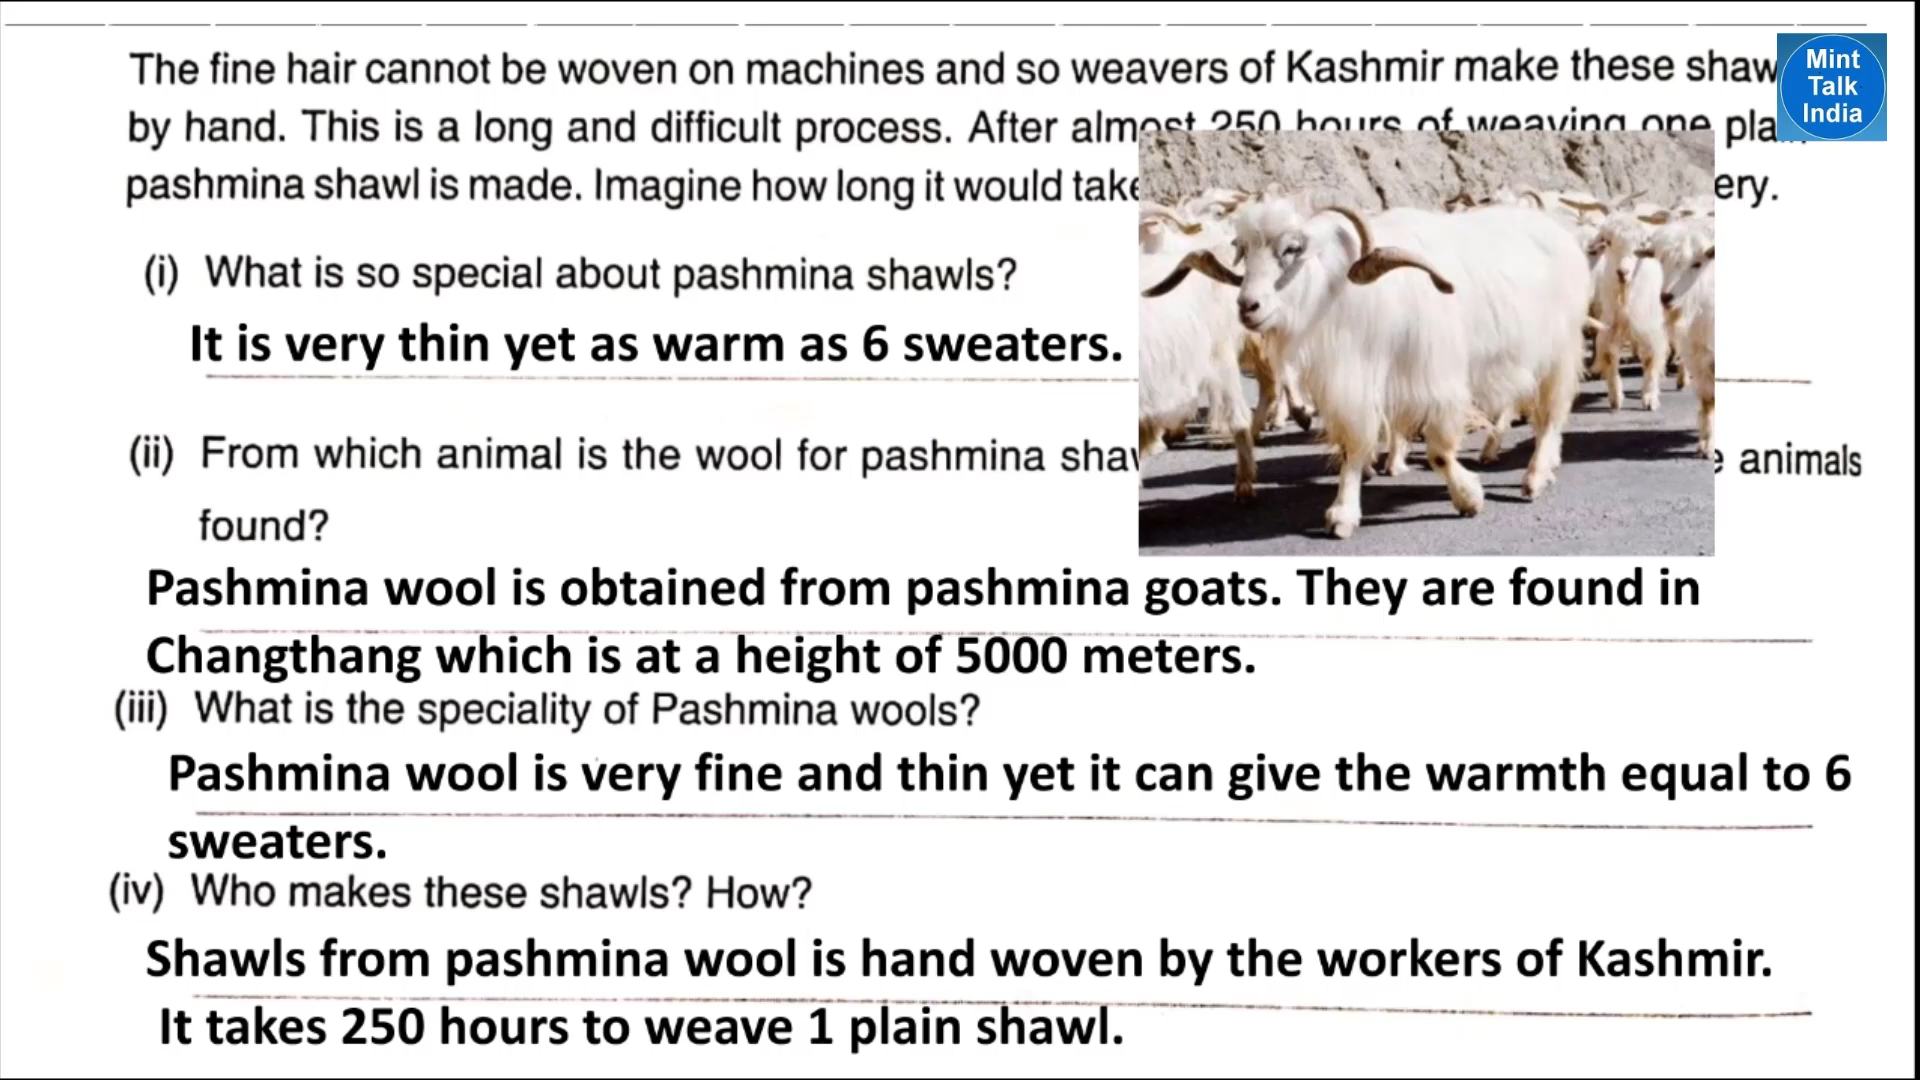 The fine hair cannot be woven on machines and so weavers of Kashmir make these
by hand. This is a long and difficult process. After almost 250 hours of weaving one
pashmina shawl is made. Imagine how long it would take
Mint
Talk
India
(i) What is so special about pashmina shawls?
It is very thin yet as warm as 6 sweaters.
(ii) From which animal is the wool for pashmina animals
found?
Pashmina wool is obtained from pashmina goats. They are found in
Changthang which is at a height of 5000 meters.
(iii) What is the speciality of Pashmina wools?
Pashmina wool is very fine and thin yet it can give the warmth equal to 6
sweaters.
(iv) Who makes these shawls? How?
Shawls from pashmina wool is hand woven by the workers of Kashmir.
It takes 250 hours to weave 1 plain shawl.